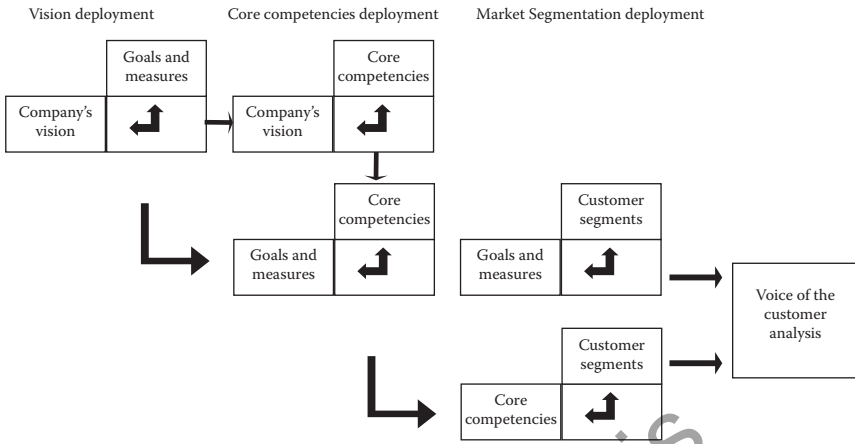 Vision deployment
Core competencies deployment
Market Segmentation deployment
Goals and
measures
Core
competencies
Company's
vision
Company's
vision
Core
competencies
Customer
segments
Goals and
measures
Goals and
measures
Voice of the
customer
analysis
Customer
segments
Core
competencies